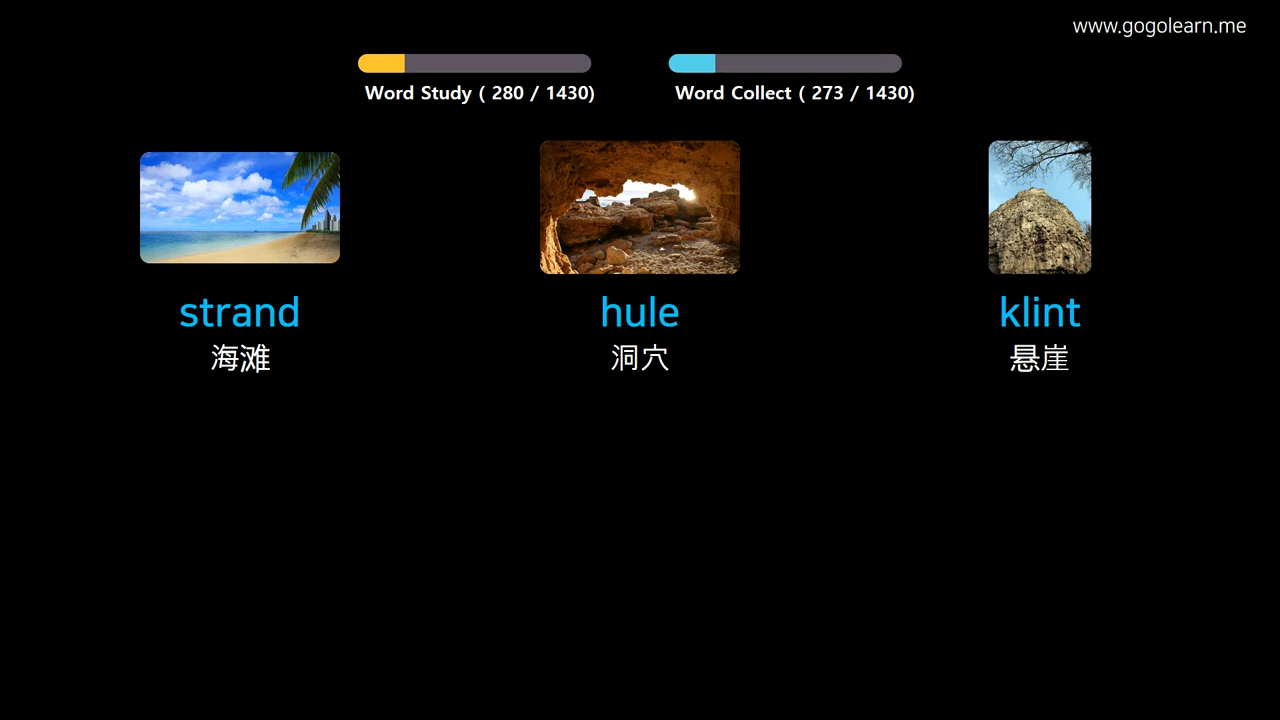 www.gogolearn.me
Word Study ( 280 / 1430)
Word Collect ( 273 / 1430)
strand
hule
klint
海滩
洞穴
悬崖